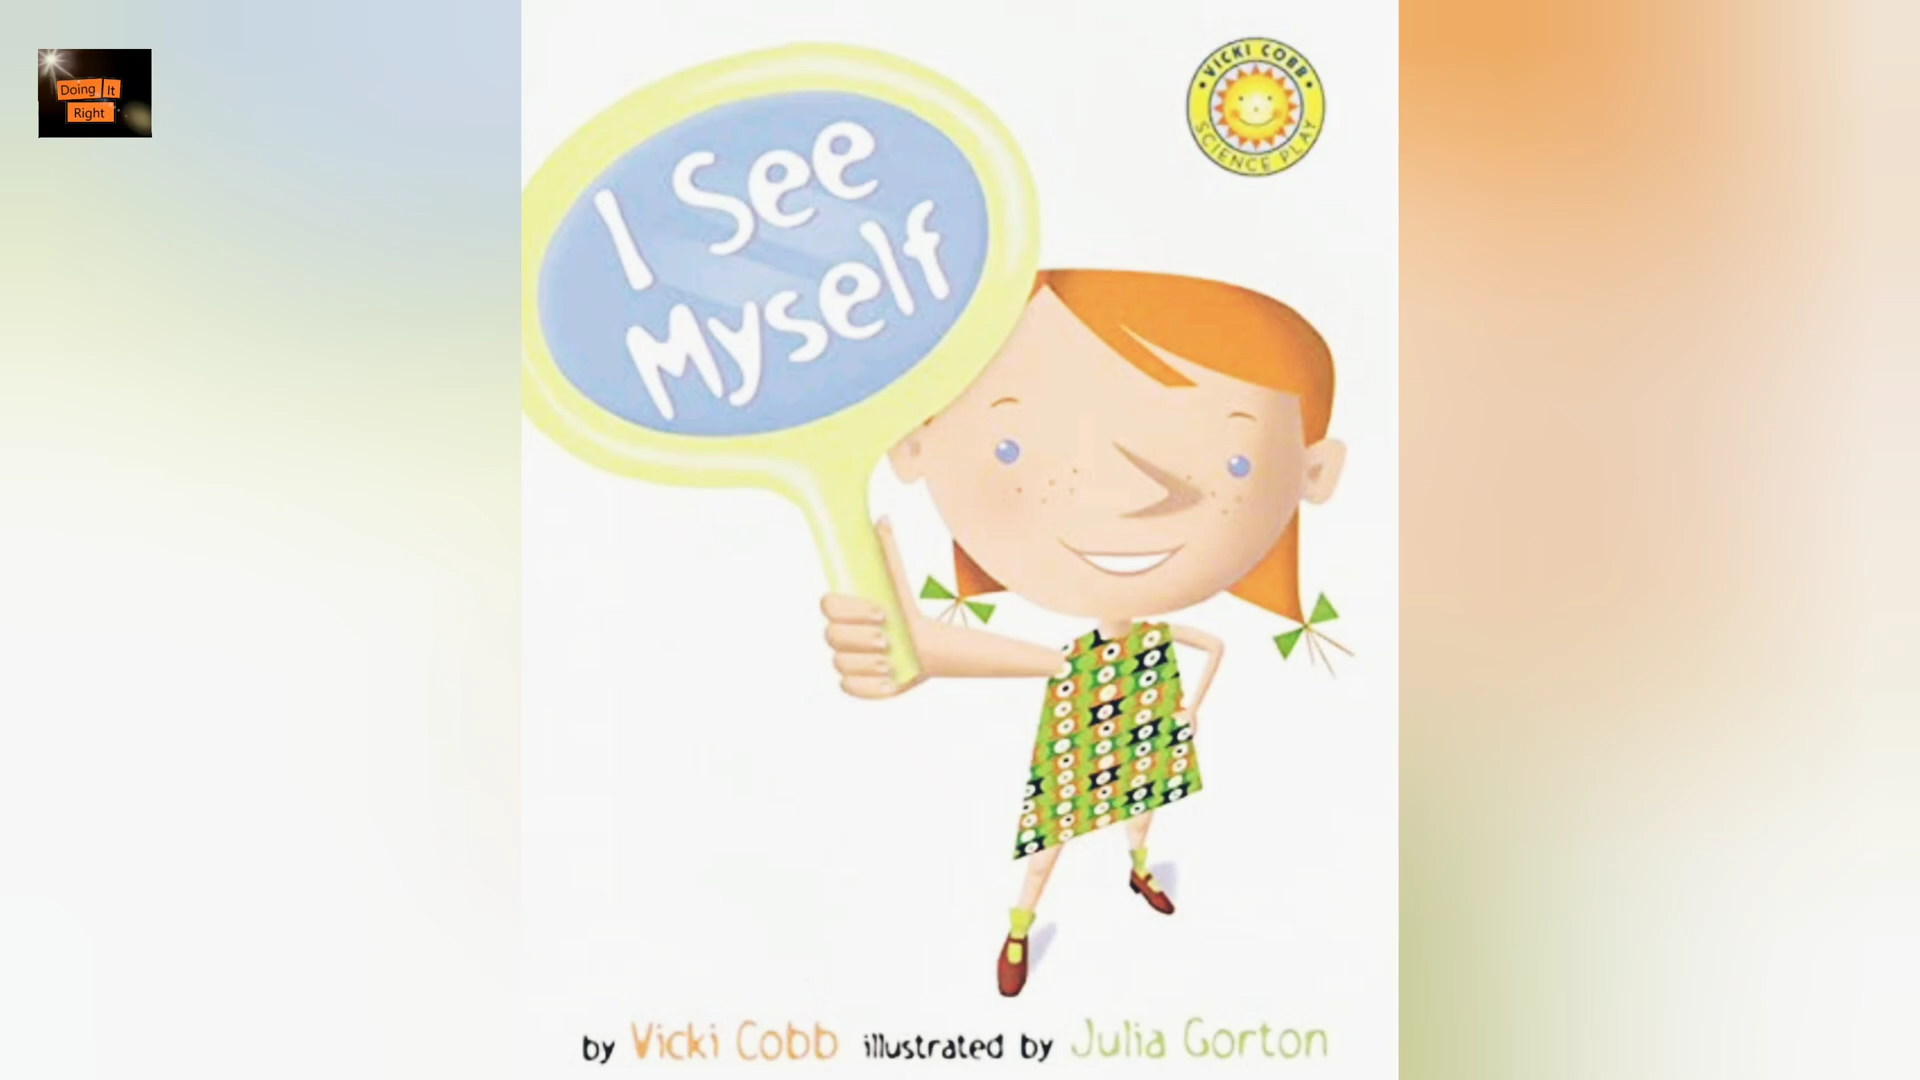 Doing It
Right
I See
Myself
VICKI COBB
SCIENCE PLAY
by Vicki Cobb illustrated by Julia Gorton